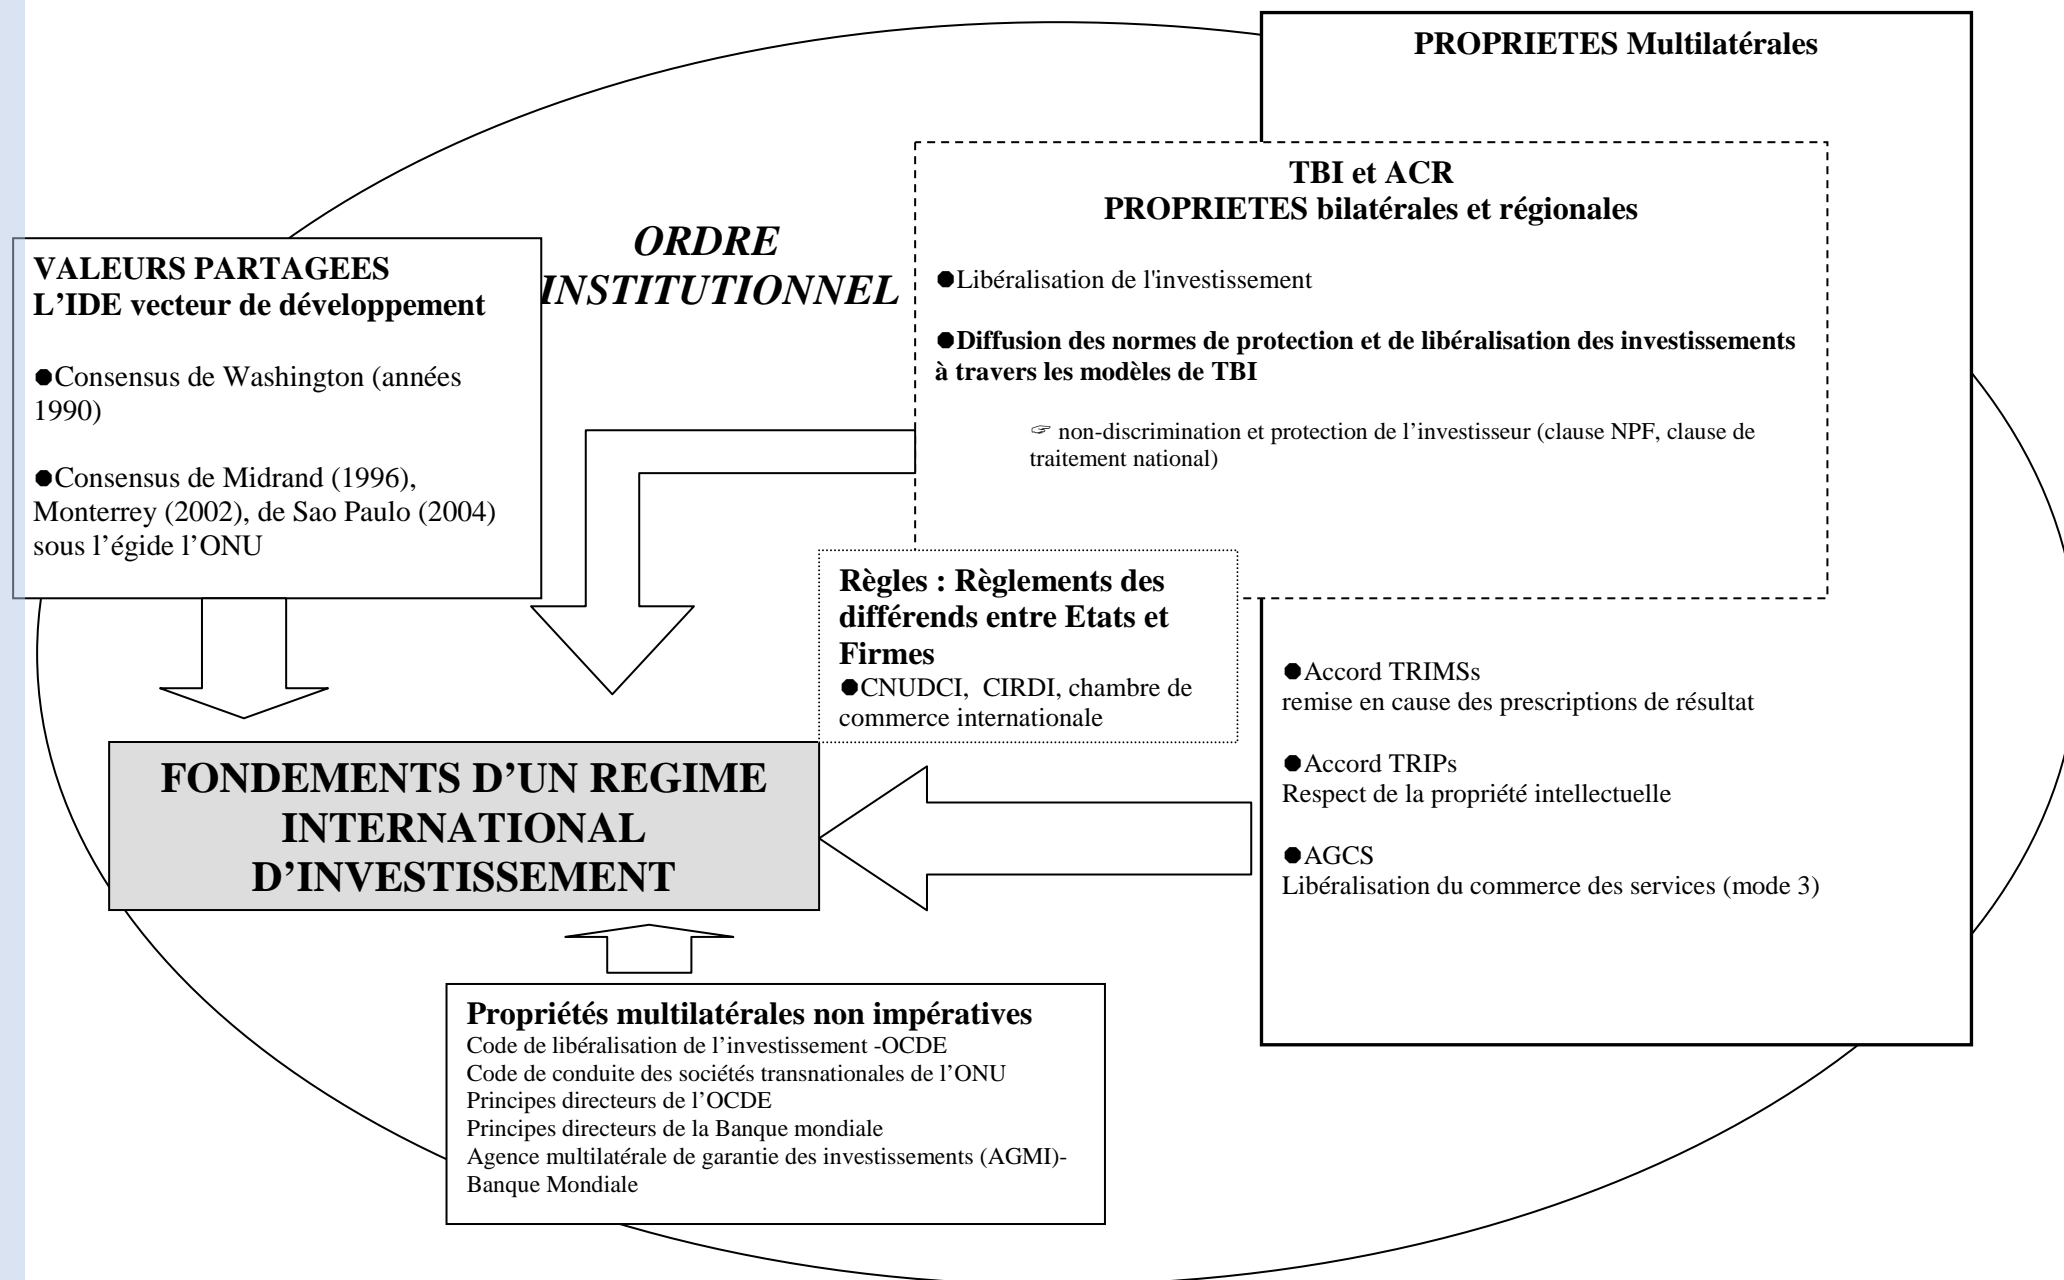 PROPRIETES Multilatérales
TBI et ACR
PROPRIETES bilatérales et régionales
●Libéralisation de l'investissement
●Diffusion des normes de protection et de libéralisation des investissements
à travers les modèles de TBI
☞ non-discrimination et protection de l’investisseur (clause NPF, clause de
traitement national)
ORDRE
INSTITUTIONNEL
VALEURS PARTAGEES
L’IDE vecteur de développement
●Consensus de Washington (années
1990)
●Consensus de Midrand (1996),
Monterrey (2002), de Sao Paulo (2004)
sous l’égide l’ONU
Règles : Règlements des
différends entre Etats et
Firmes
●CNUDCI, CIRDI, chambre de
commerce internationale
●Accord TRIMSs
remise en cause des prescriptions de résultat
●Accord TRIPs
Respect de la propriété intellectuelle
●AGCS
Libéralisation du commerce des services (mode 3)
FONDEMENTS D’UN REGIME
INTERNATIONAL
D’INVESTISSEMENT
Propriétés multilatérales non impératives
Code de libéralisation de l’investissement -OCDE
Code de conduite des sociétés transnationales de l’ONU
Principes directeurs de l’OCDE
Principes directeurs de la Banque mondiale
Agence multilatérale de garantie des investissements (AGMI)-
Banque Mondiale